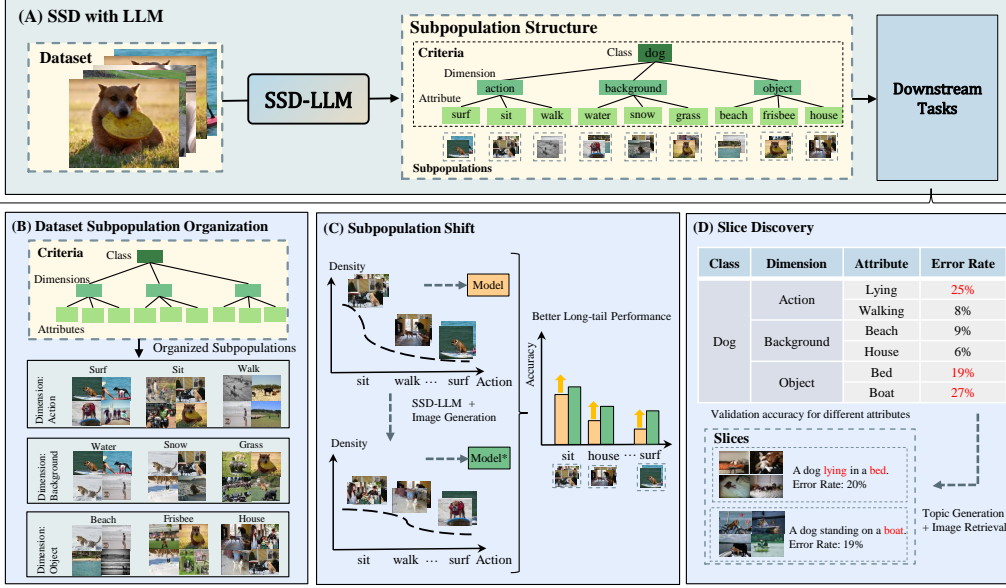 (A) SSD with LLM
Dataset
SSD-LLM
Subpopulation Structure
Criteria
Class
dog
Dimension
action
background
object
Attribute
surf
sit
walk
water
snow
grass
beach
frisbee
house
Subpopulations
Downstream
Tasks
(B) Dataset Subpopulation Organization
Criteria
Class
Dimensions
Attributes
Organized Subpopulations
Dimension:
Action
Surf
Sit
Walk
Dimension:
Background
Water
Snow
Grass
Dimension:
Object
Beach
Frisbee
House
(C) Subpopulation Shift
Density
Model
sit
walk
···
surf
Action
SSD-LLM +
Image Generation
Density
Model*
sit
walk
···
surf
Action
Better Long-tail Performance
Accuracy
sit
house
···
surf
(D) Slice Discovery
Class Dimension Attribute Error Rate
Dog
Action
Lying 25%
Walking 8%
Background
Beach 9%
House 6%
Object
Bed 19%
Boat 27%
Validation accuracy for different attributes
Slices
A dog lying in a bed.
Error Rate: 20%
A dog standing on a boat.
Error Rate: 19%
Topic Generation
+ Image Retrieval